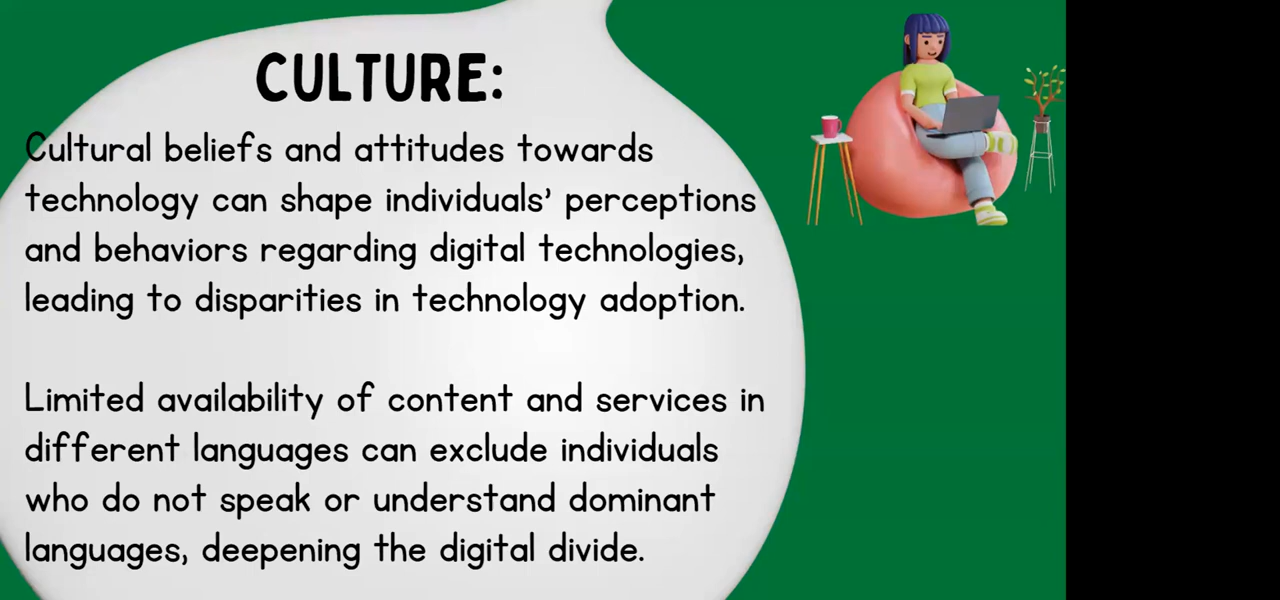 CULTURE:
Cultural beliefs and attitudes towards
technology can shape individuals’ perceptions
and behaviors regarding digital technologies,
leading to disparities in technology adoption.
Limited availability of content and services in
different languages can exclude individuals
who do not speak or understand dominant
languages, deepening the digital divide.